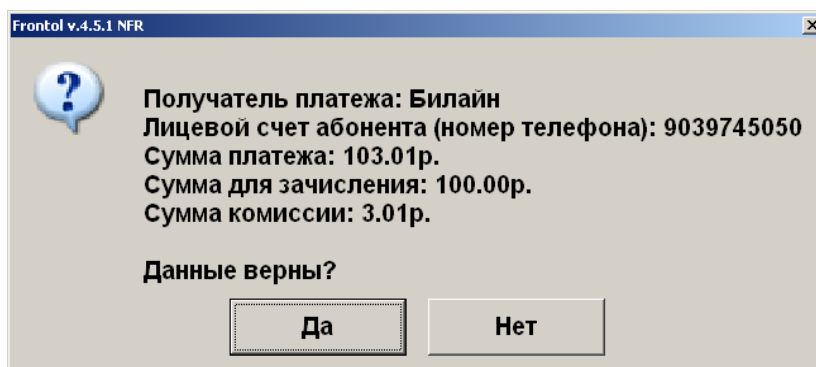 Frontol v.4.5.1 NFR
Получатель платежа: Билайн
Лицевой счет абонента (номер телефона): 9039745050
Сумма платежа: 103.01р.
Сумма для зачисления: 100.00р.
Сумма комиссии: 3.01р.
Данные верны?
Да
Нет